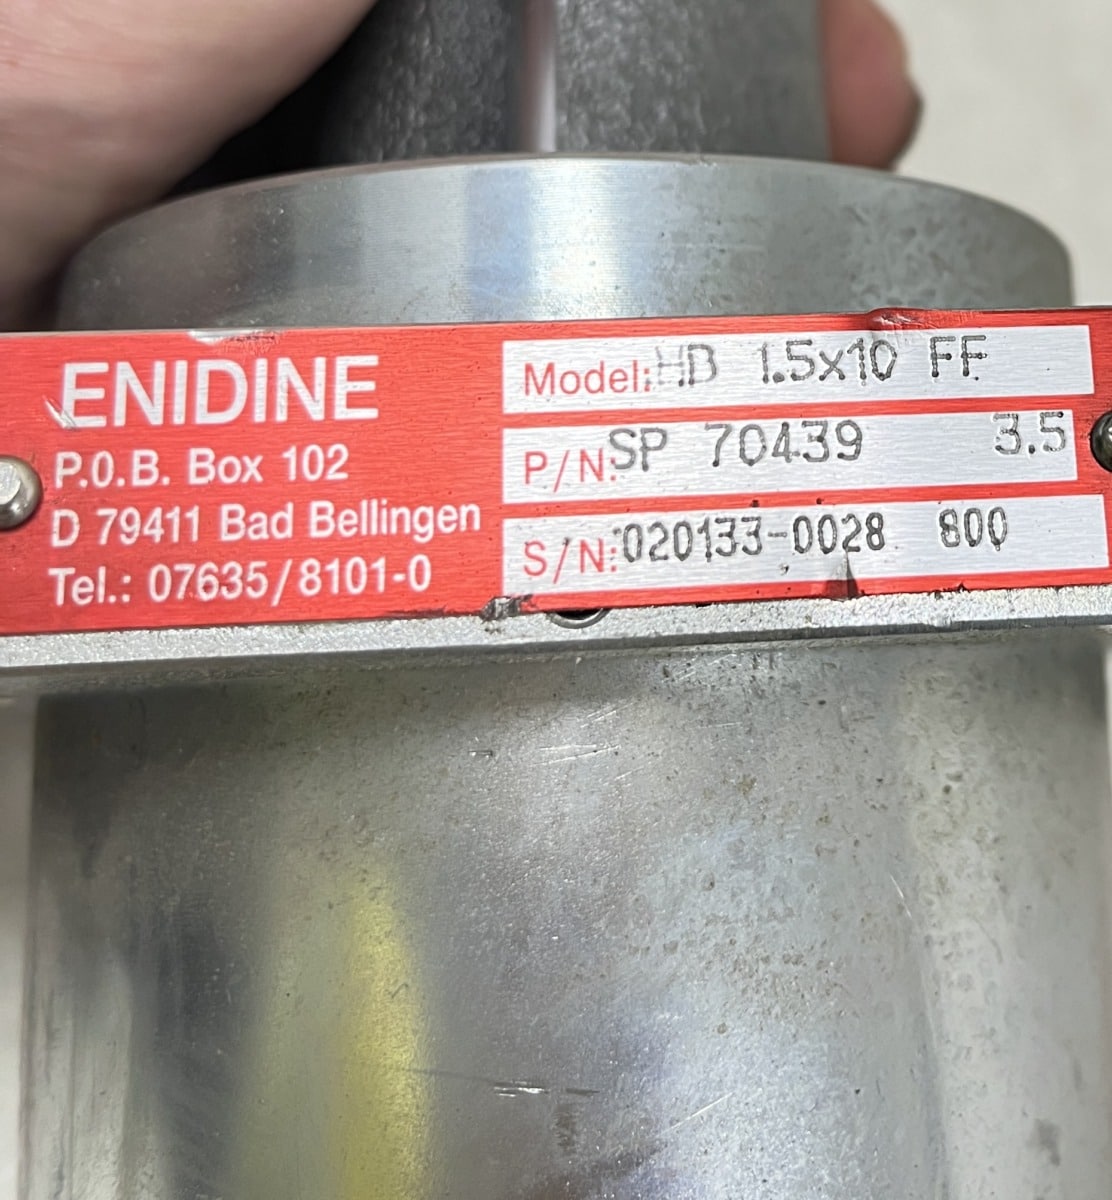 ENIDINE
P.O.B. Box 102
D 79411 Bad Bellingen
Tel.: 07635/8101-0
Model: HD 1.5x10 FF
P/N: SP 70439 3.5
S/N: 020133-0028 800